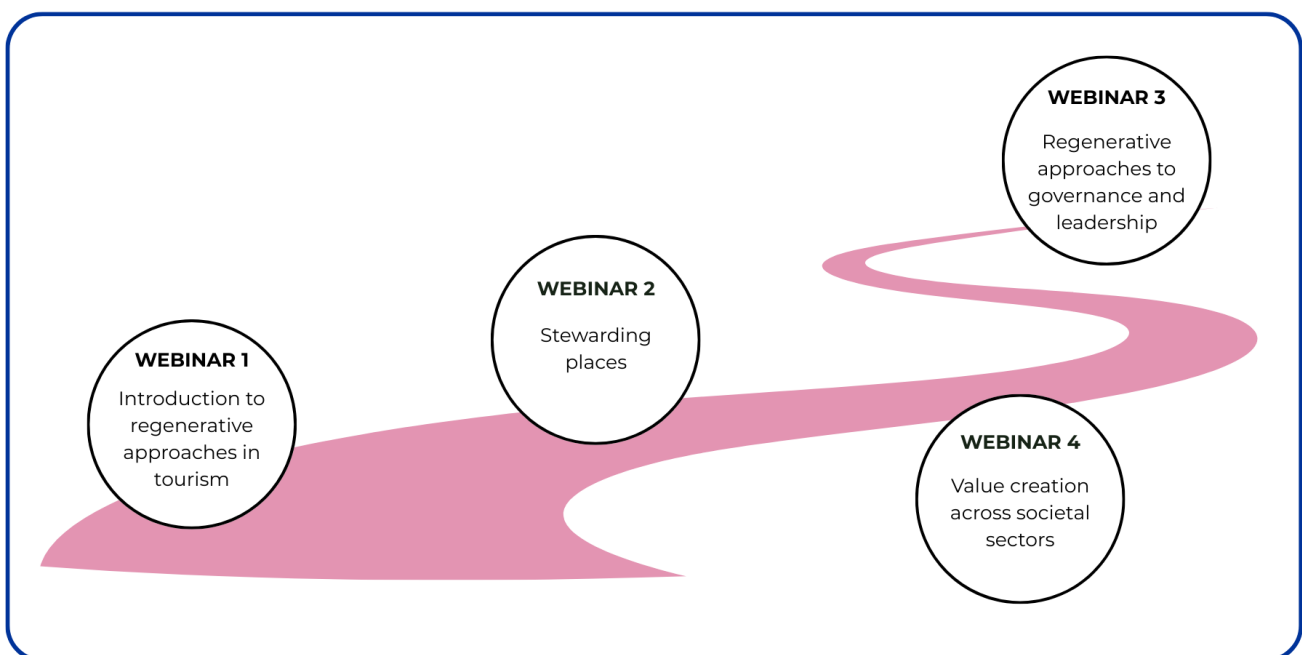 WEBINAR 1
Introduction to
regenerative
approaches in
tourism
WEBINAR 2
Stewarding
places
WEBINAR 3
Regenerative
approaches to
governance and
leadership
WEBINAR 4
Value creation
across societal
sectors